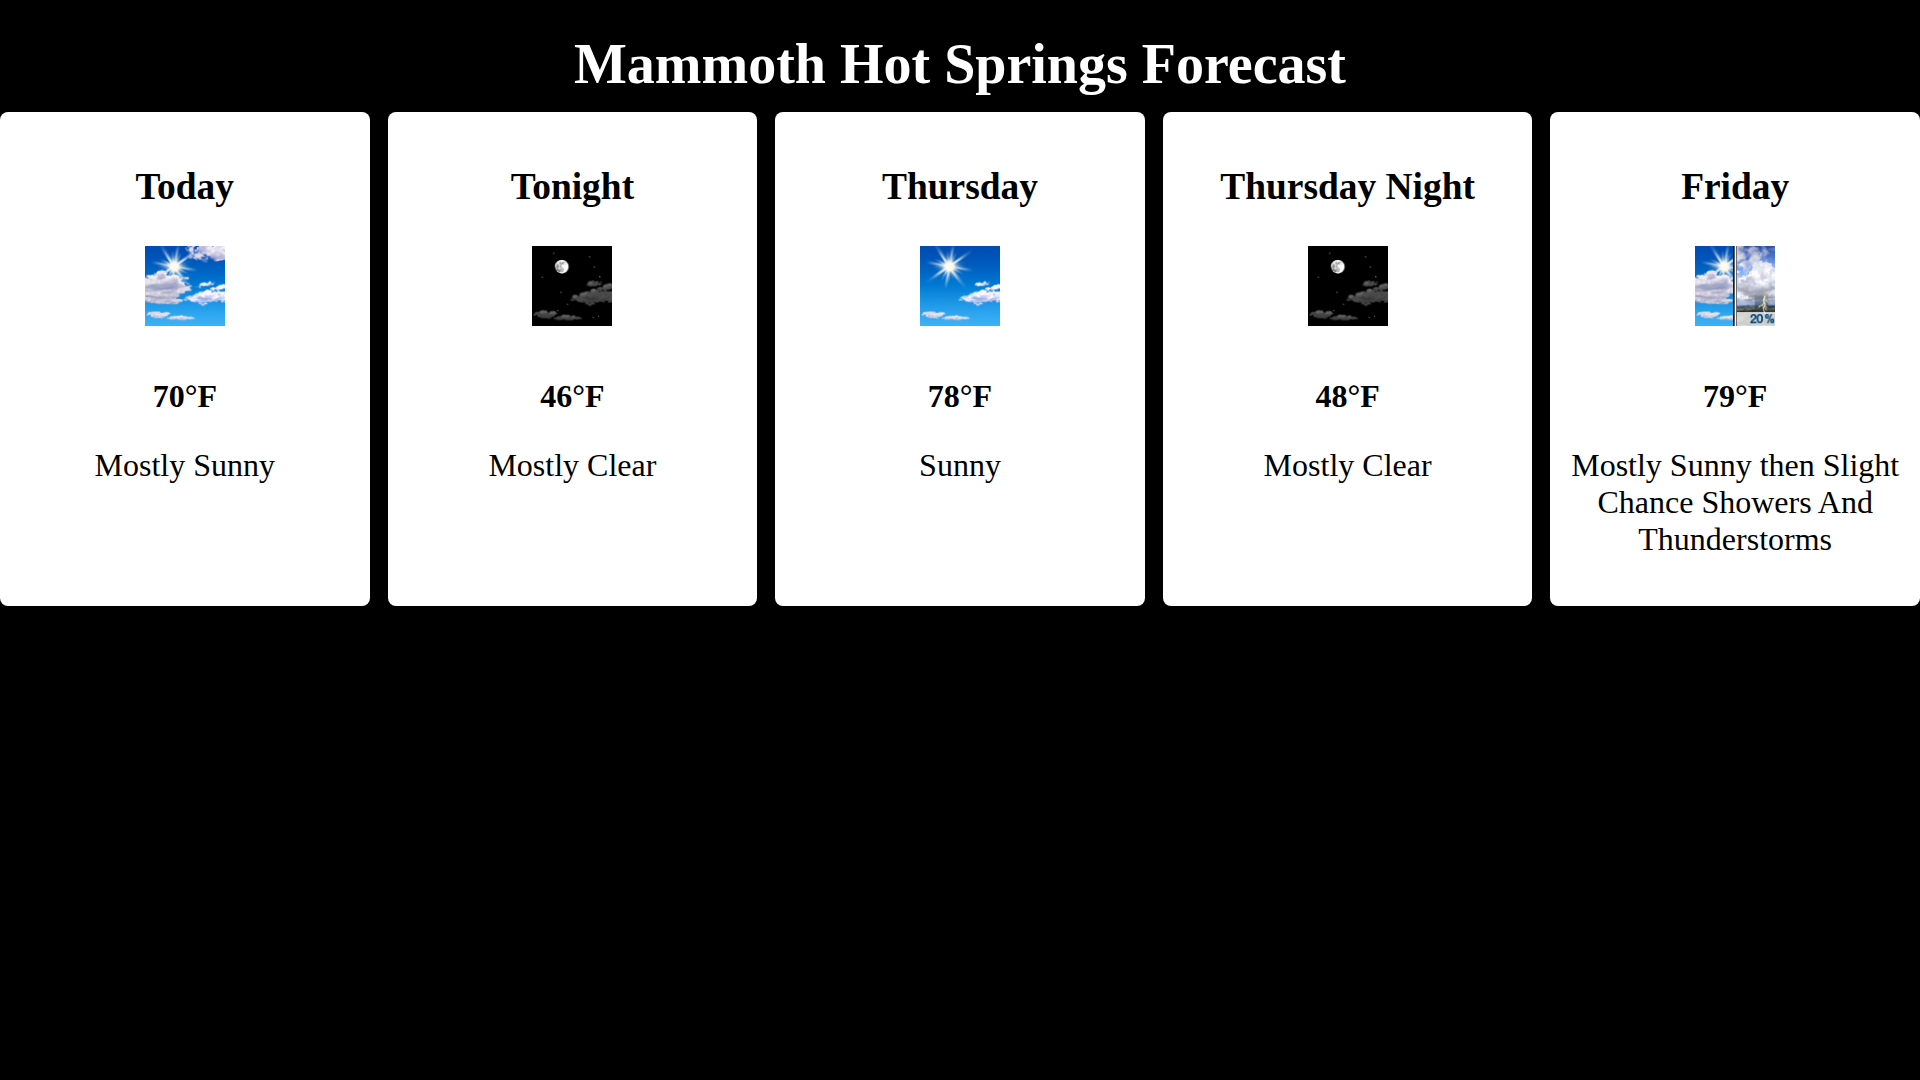 Mammoth Hot Springs Forecast
Today
70°F
Mostly Sunny
Tonight
46°F
Mostly Clear
Thursday
78°F
Sunny
Thursday Night
48°F
Mostly Clear
Friday
20%
79°F
Mostly Sunny then Slight
Chance Showers And
Thunderstorms